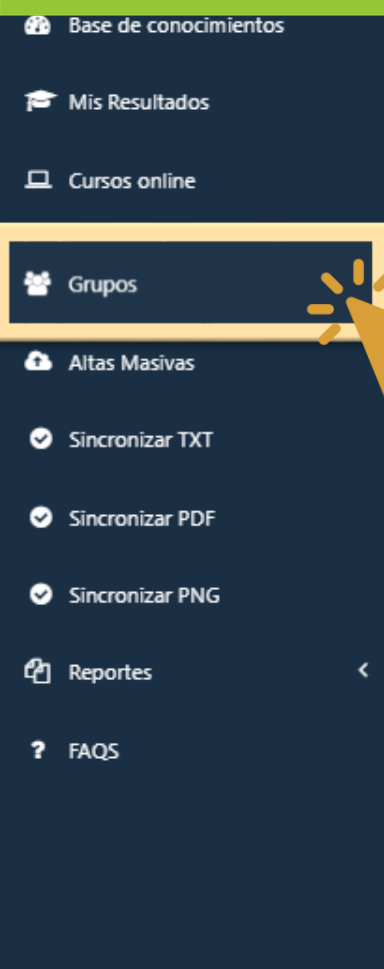 Base de conocimientos
Mis Resultados
Cursos online
Grupos
Altas Masivas
Sincronizar TXT
Sincronizar PDF
Sincronizar PNG
Reportes
FAQS